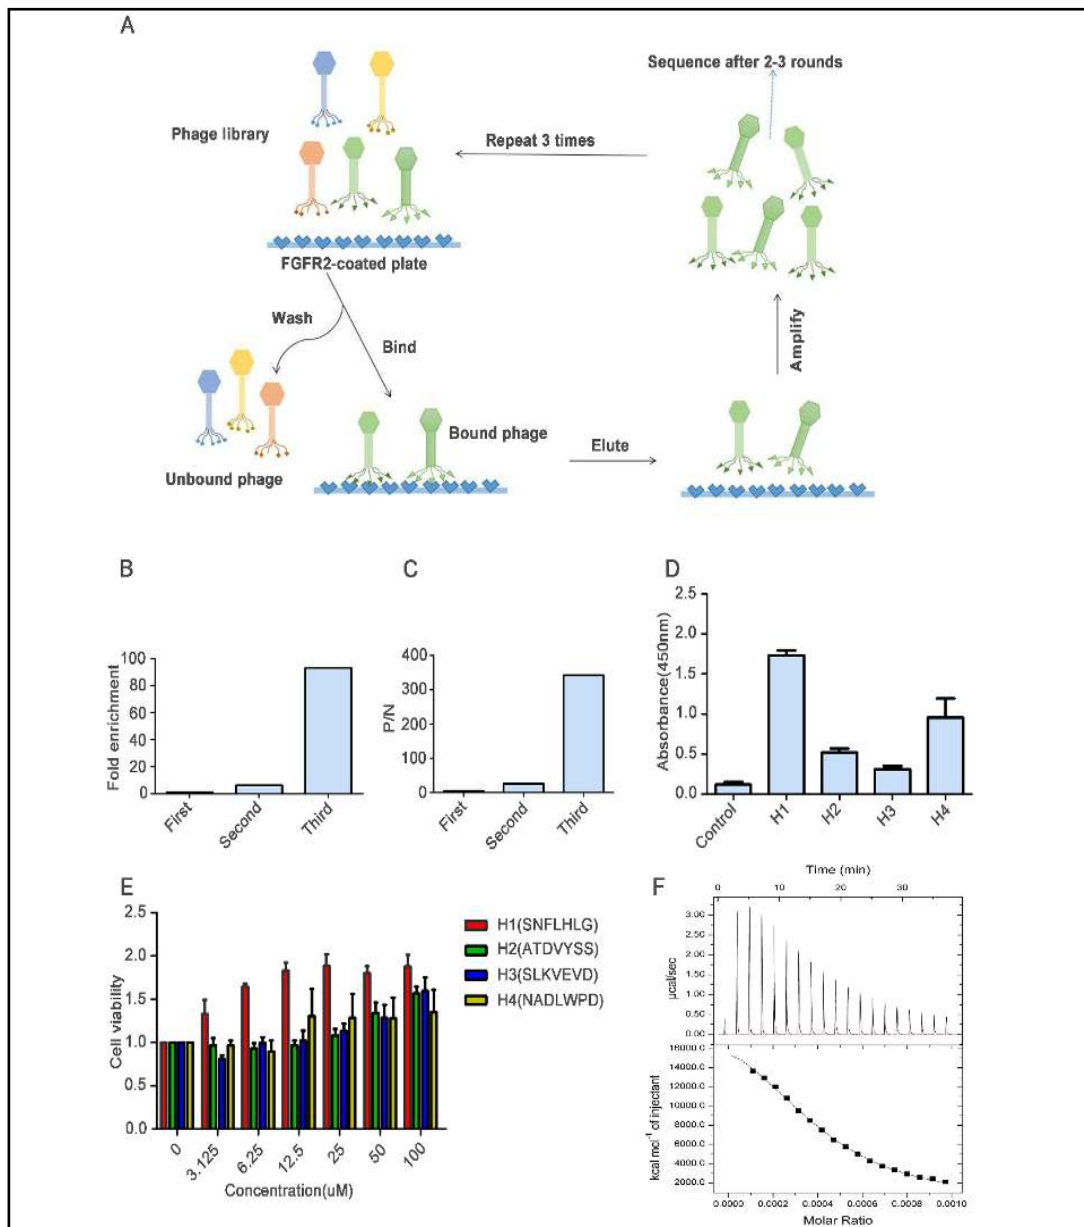 A
Sequence after 2-3 rounds
Phage library
Repeat 3 times
FGFR2-coated plate
Wash
Bind
Amplify
Bound phage
Elute
Unbound phage
B
Fold enrichment
100
80
60
40
20
0
First
Second
Third
C
P/N
400
300
200
100
0
First
Second
Third
D
Absorbance(450nm)
2.5
2.0
1.5
1.0
0.5
0.0
Control
H1
H2
H3
H4
E
Cell viability
2.5
2.0
1.5
1.0
0.5
0.0
0
3.125
6.25
12.5
25
50
100
Concentration(uM)
H1(SNFLHLG)
H2(ATDVYSS)
H3(SLKVEVD)
H4(NADLWPD)
F
Time (min)
0 10 20 30
µcal/sec
3.00
2.00
1.00
0.00
kcal mol⁻¹ of injectant
16000.0
14000.0
12000.0
10000.0
8000.0
6000.0
4000.0
2000.0
0.0000 0.0002 0.0004 0.0006 0.0008 0.0010
Molar Ratio